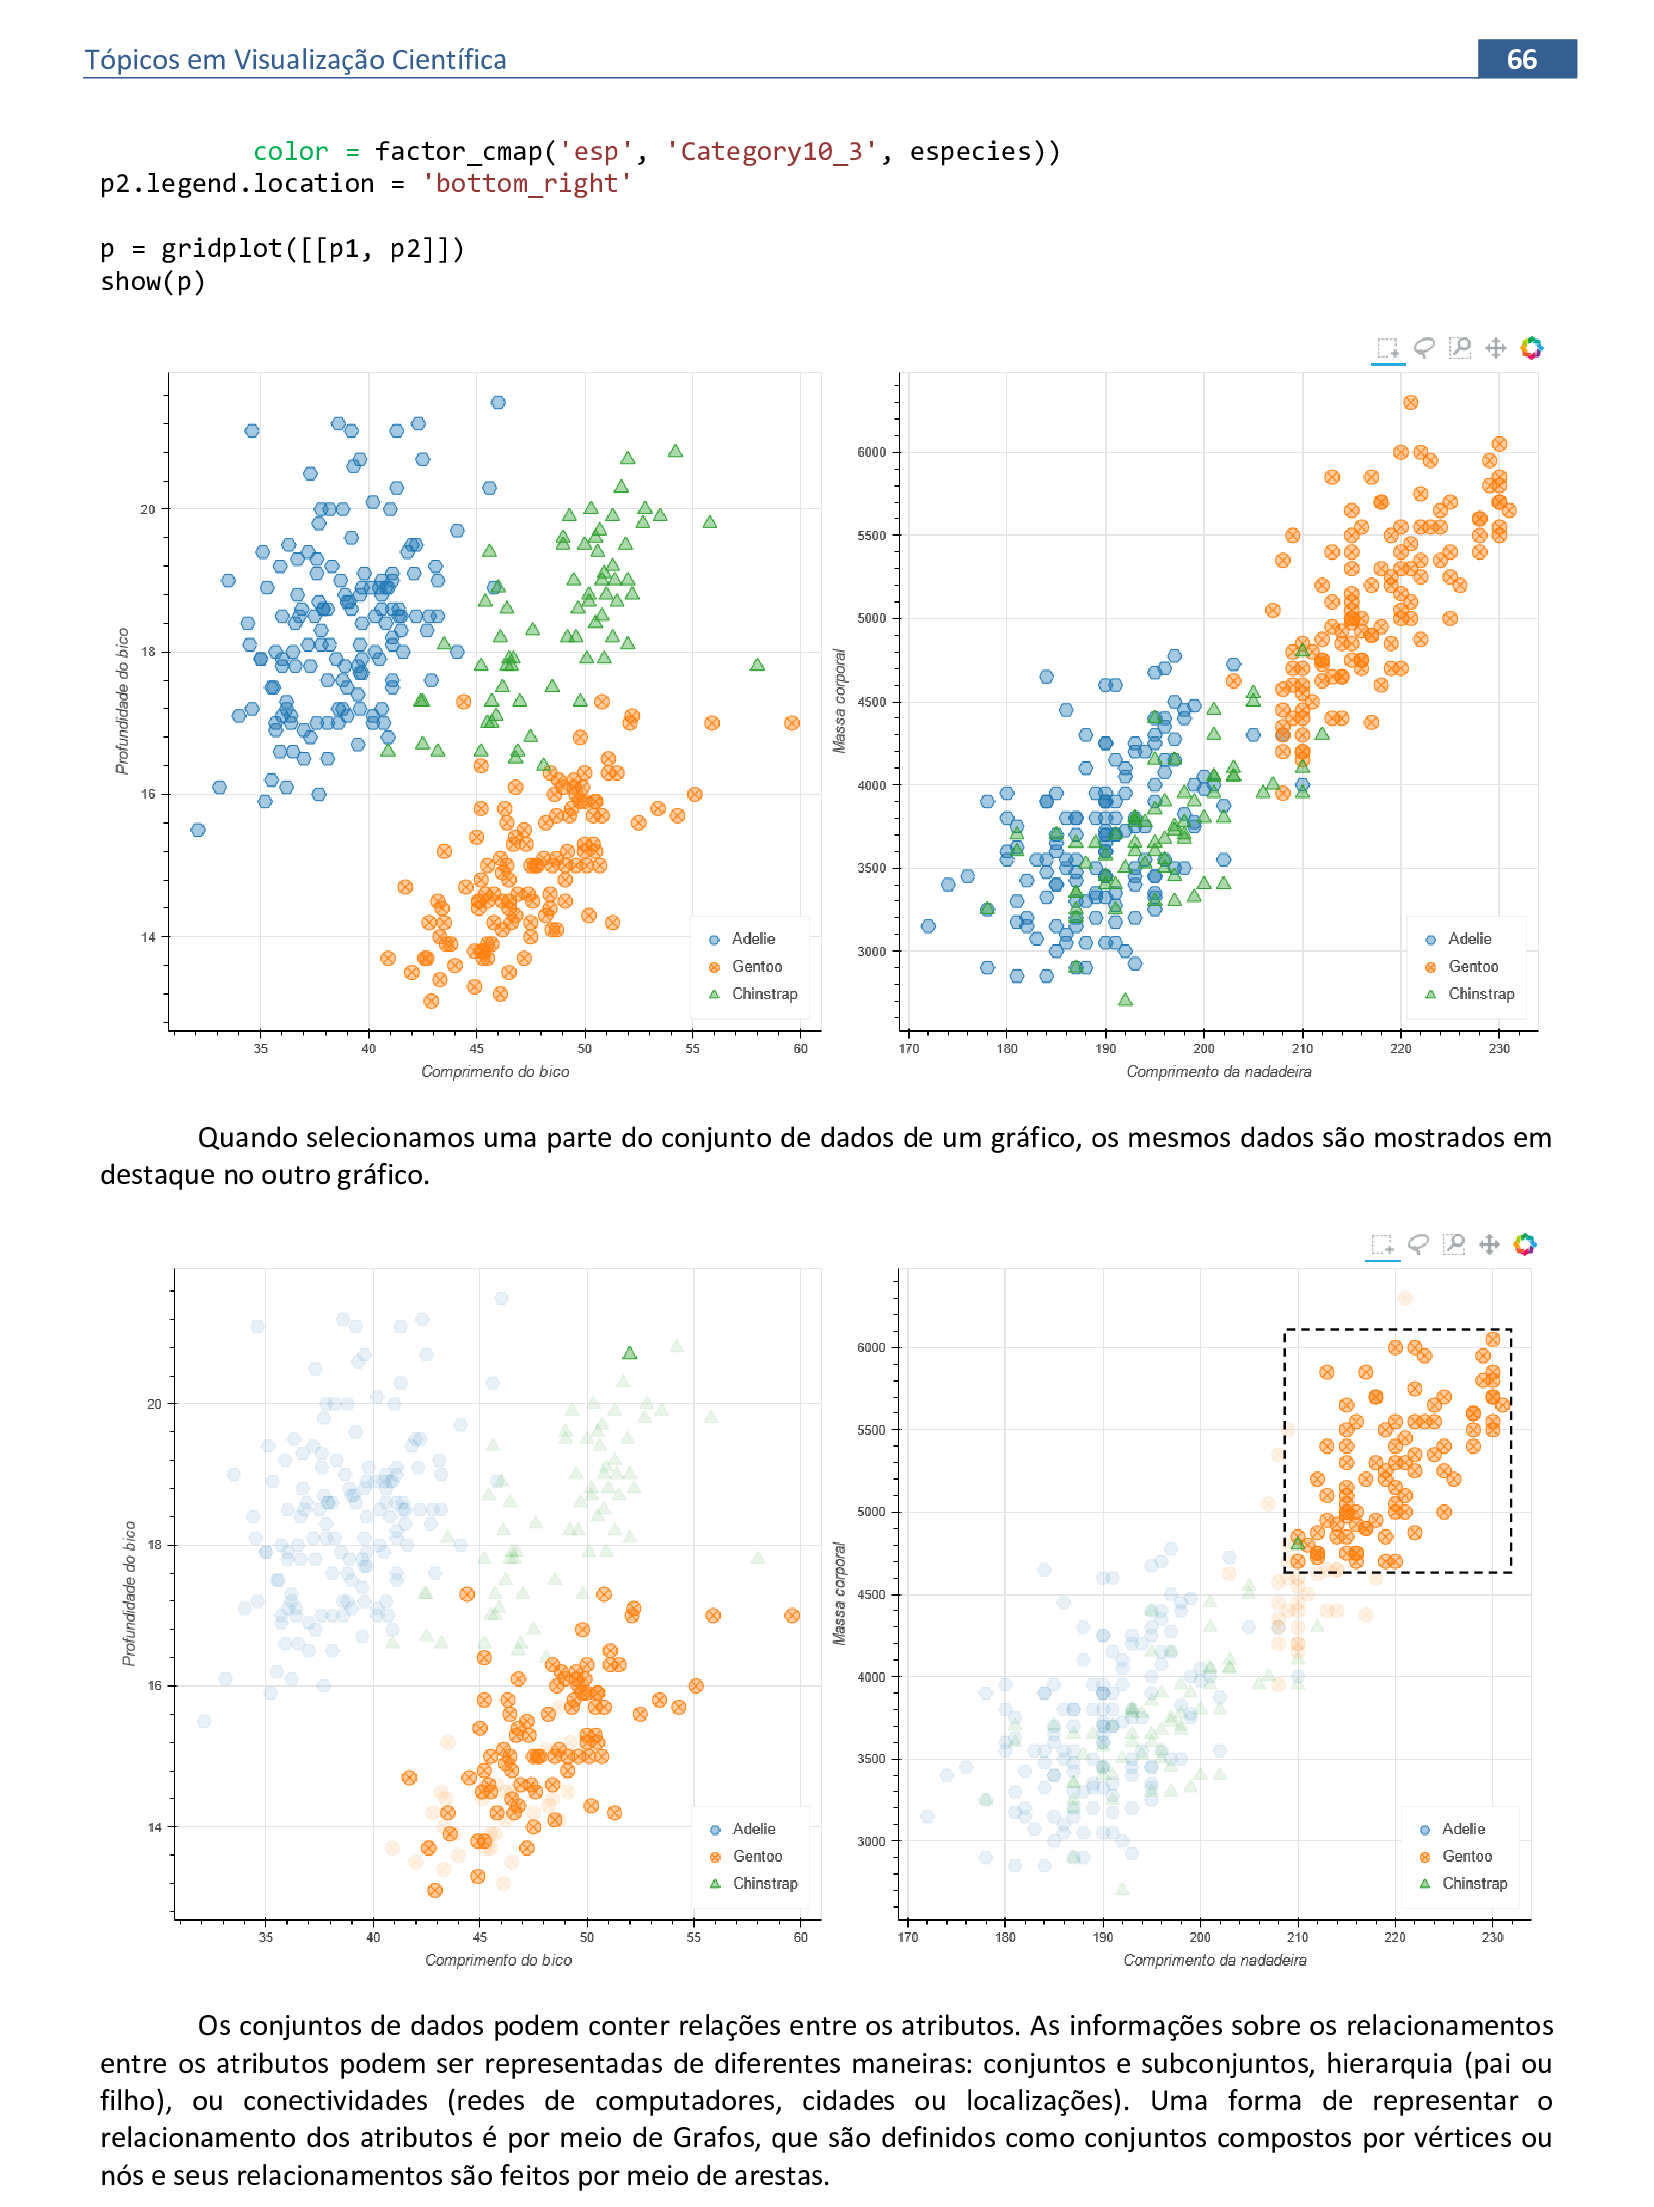 Tópicos em Visualização Científica
66
color = factor_cmap('esp', 'Category10_3', especies))
p2.legend.location = 'bottom_right'
p = gridplot([[p1, p2]])
show(p)
Profundidade do bico
20
18
16
14
35 40 45 50 55 60
Comprimento do bico
Adelie
Gentoo
Chinstrap
Massa corporal
6000
5500
5000
4500
4000
3500
3000
170 180 190 200 210 220 230
Comprimento da nadadeira
Adelie
Gentoo
Chinstrap
Quando selecionamos uma parte do conjunto de dados de um gráfico, os mesmos dados são mostrados em
destaque no outro gráfico.
Profundidade do bico
20
18
16
14
35 40 45 50 55 60
Comprimento do bico
Adelie
Gentoo
Chinstrap
Massa corporal
6000
5500
5000
4500
4000
3500
3000
170 180 190 200 210 220 230
Comprimento da nadadeira
Adelie
Gentoo
Chinstrap
Os conjuntos de dados podem conter relações entre os atributos. As informações sobre os relacionamentos
entre os atributos podem ser representadas de diferentes maneiras: conjuntos e subconjuntos, hierarquia (pai ou
filho), ou conectividades (redes de computadores, cidades ou localizações). Uma forma de representar o
relacionamento dos atributos é por meio de Grafos, que são definidos como conjuntos compostos por vértices ou
nós e seus relacionamentos são feitos por meio de arestas.